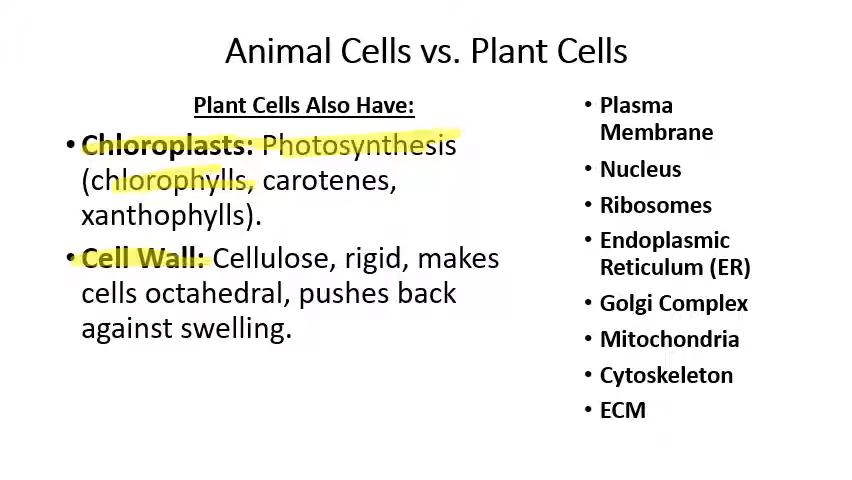 Animal Cells vs. Plant Cells
Plant Cells Also Have:
• Chloroplasts: Photosynthesis
(chlorophylls, carotenes,
xanthophylls).
• Cell Wall: Cellulose, rigid, makes
cells octahedral, pushes back
against swelling.
• Plasma
Membrane
• Nucleus
• Ribosomes
• Endoplasmic
Reticulum (ER)
• Golgi Complex
• Mitochondria
• Cytoskeleton
• ECM